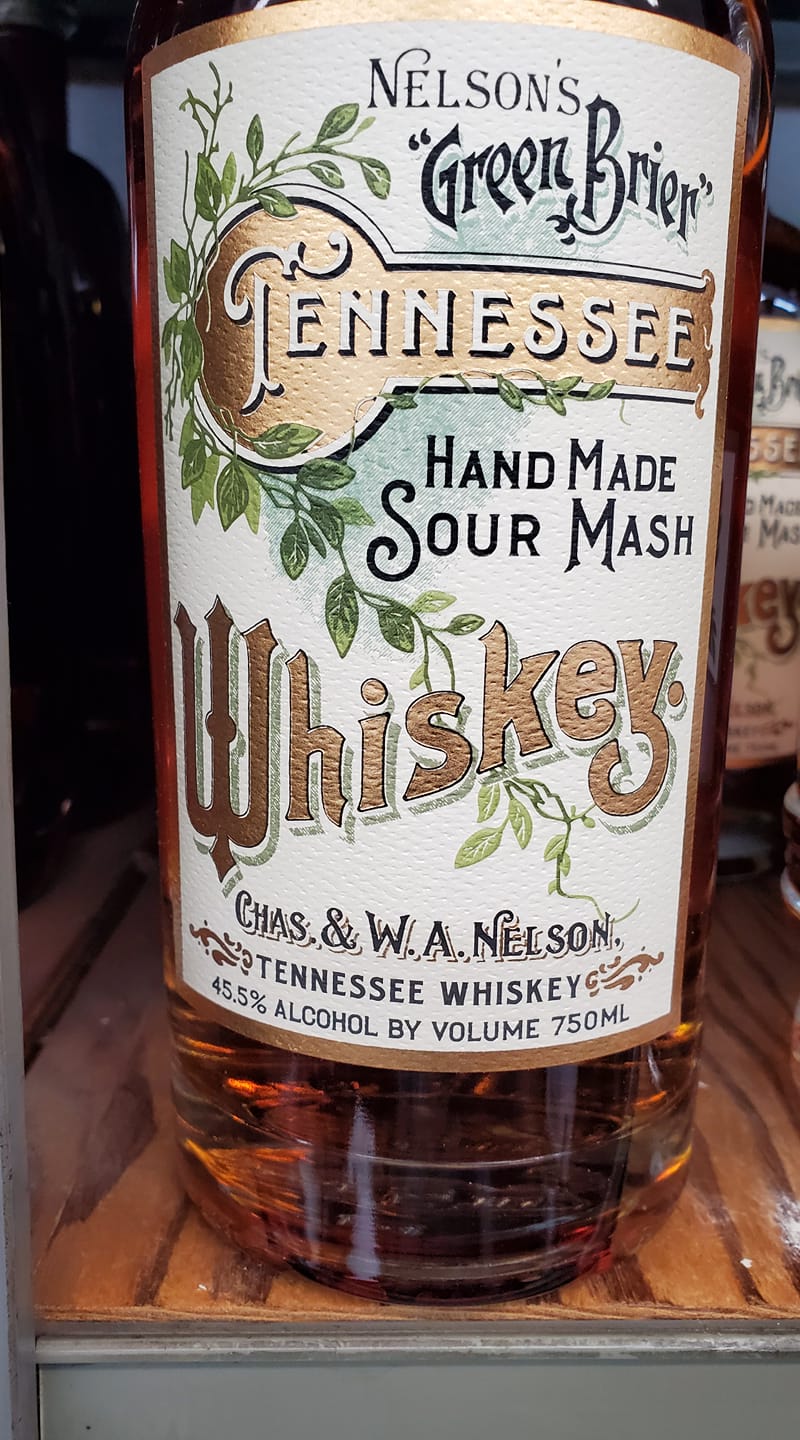 NELSON'S
"Green Brier"
TENNESSEE
HAND MADE
SOUR MASH
Whiskey.
CHAS. & W. A. NELSON,
TENNESSEE WHISKEY
45.5% ALCOHOL BY VOLUME 750ML